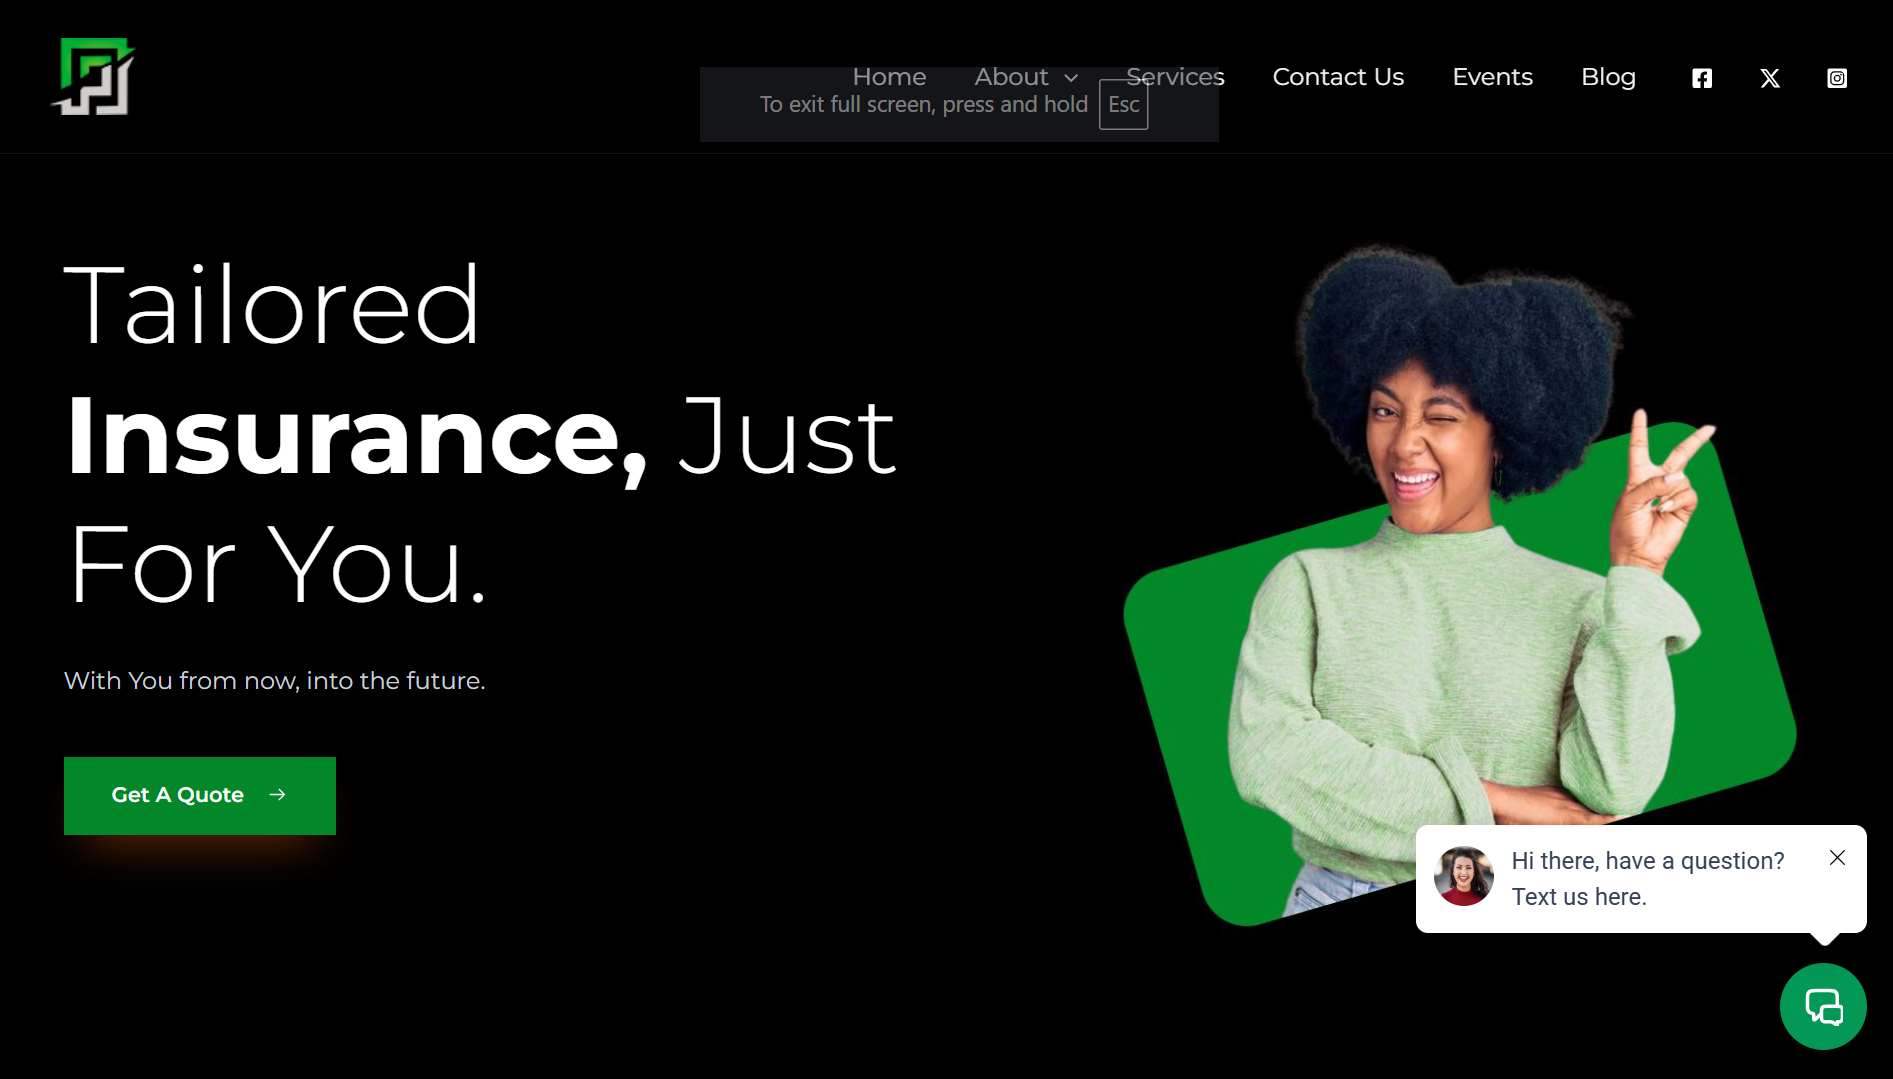 Home About Services Contact Us Events Blog
To exit full screen, press and hold Esc
Tailored
Insurance, Just
For You.
With You from now, into the future.
Get A Quote
Hi there, have a question?
Text us here.